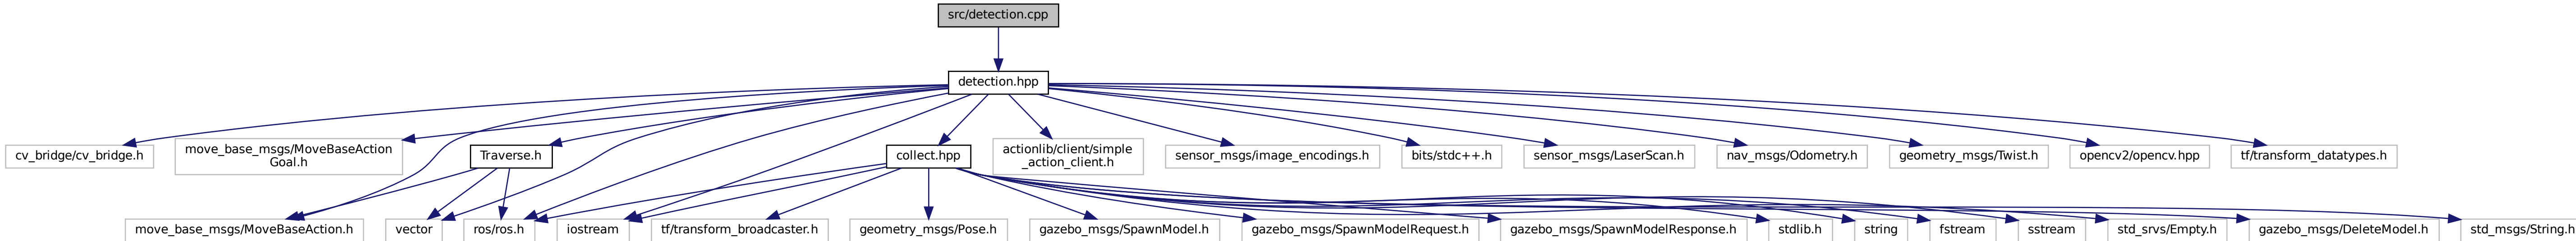 src/detection.cpp
detection.hpp
cv_bridge/cv_bridge.h
move_base_msgs/MoveBaseAction
Goal.h
Traverse.h
collect.hpp
actionlib/client/simple
_action_client.h
sensor_msgs/image_encodings.h
bits/stdc++.h
sensor_msgs/LaserScan.h
nav_msgs/Odometry.h
geometry_msgs/Twist.h
opencv2/opencv.hpp
tf/transform_datatypes.h
move_base_msgs/MoveBaseAction.h
vector
ros/ros.h
iostream
tf/transform_broadcaster.h
geometry_msgs/Pose.h
gazebo_msgs/SpawnModel.h
gazebo_msgs/SpawnModelRequest.h
gazebo_msgs/SpawnModelResponse.h
stdlib.h
string
fstream
sstream
std_srvs/Empty.h
gazebo_msgs/DeleteModel.h
std_msgs/String.h